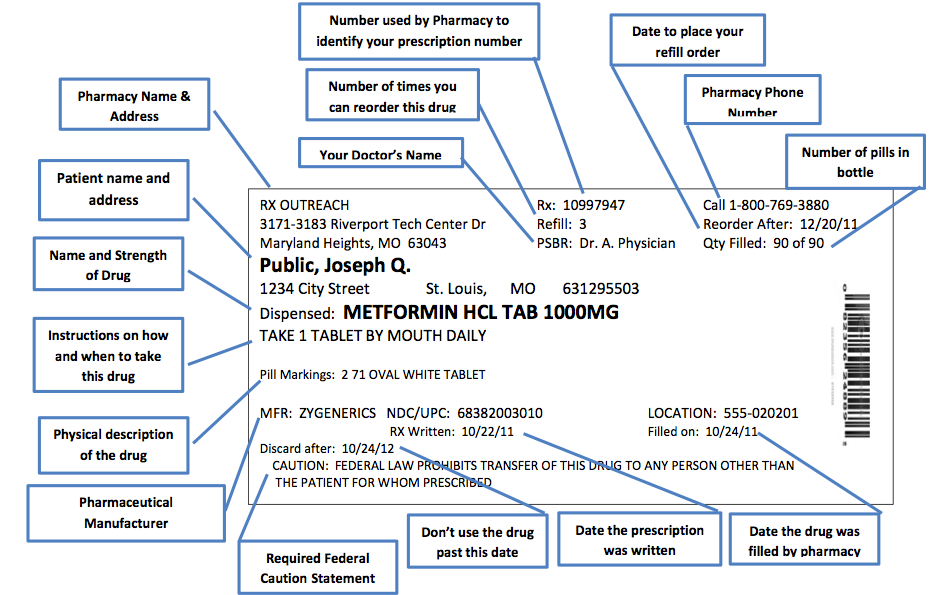 Number used by Pharmacy to
identify your prescription number
Date to place your
refill order
Number of times you
can reorder this drug
Pharmacy Name &
Address
Pharmacy Phone
Number
Your Doctor's Name
Number of pills in
bottle
Patient name and
address
Name and Strength
of Drug
Instructions on how
and when to take
this drug
Physical description
of the drug
Pharmaceutical
Manufacturer
RX OUTREACH Rx: 10997947 Call 1-800-769-3880
3171-3183 Riverport Tech Center Dr Refill: 3 Reorder After: 12/20/11
Maryland Heights, MO 63043 PSBR: Dr. A. Physician Qty Filled: 90 of 90
Public, Joseph Q.
1234 City Street St. Louis, MO 631295503
Dispensed: METFORMIN HCL TAB 1000MG
TAKE 1 TABLET BY MOUTH DAILY
Pill Markings: 2 71 OVAL WHITE TABLET
MFR: ZYGENERICS NDC/UPC: 68382003010 LOCATION: 555-020201
RX Written: 10/22/11 Filled on: 10/24/11
Discard after: 10/24/12
CAUTION: FEDERAL LAW PROHIBITS TRANSFER OF THIS DRUG TO ANY PERSON OTHER THAN
THE PATIENT FOR WHOM PRESCRIBED
Required Federal
Caution Statement
Don't use the drug
past this date
Date the prescription
was written
Date the drug was
filled by pharmacy